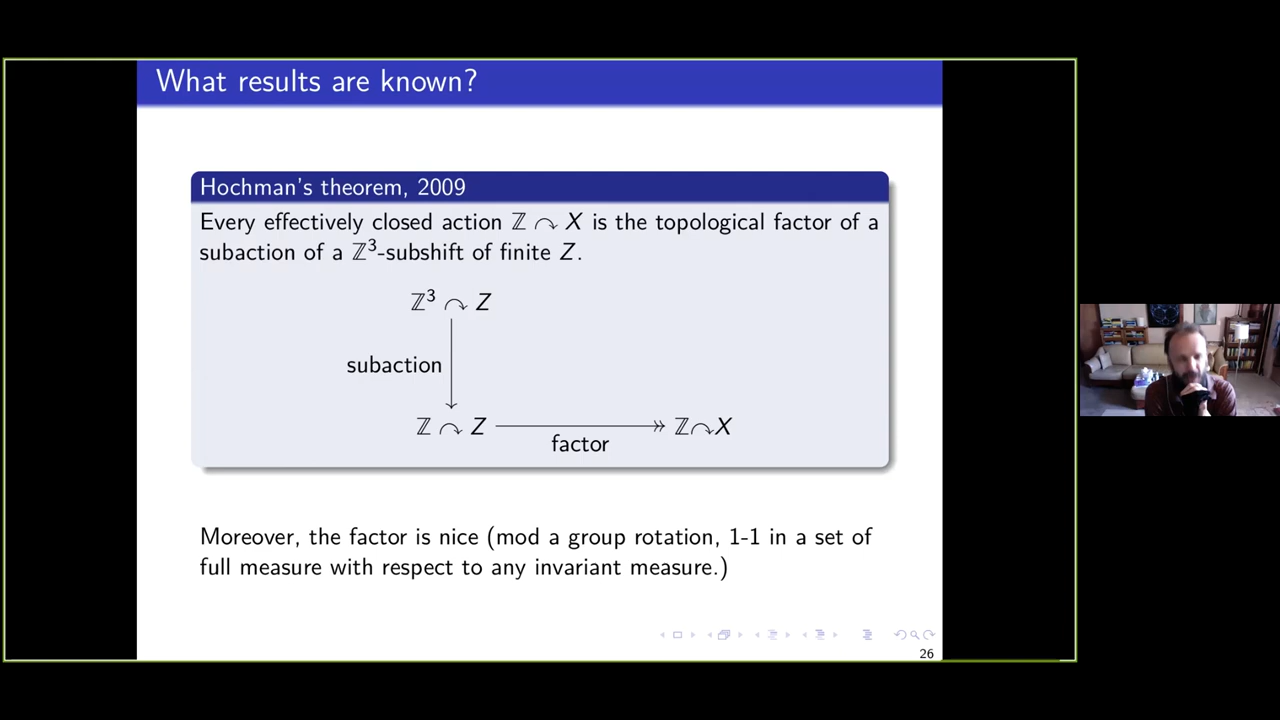 What results are known?
Hochman's theorem, 2009
Every effectively closed action ℤ ↷ X is the topological factor of a
subaction of a ℤ³-subshift of finite Z.
ℤ³ ↷ Z
subaction
ℤ ↷ Z
ℤ↷X
factor
Moreover, the factor is nice (mod a group rotation, 1-1 in a set of
full measure with respect to any invariant measure.)
26